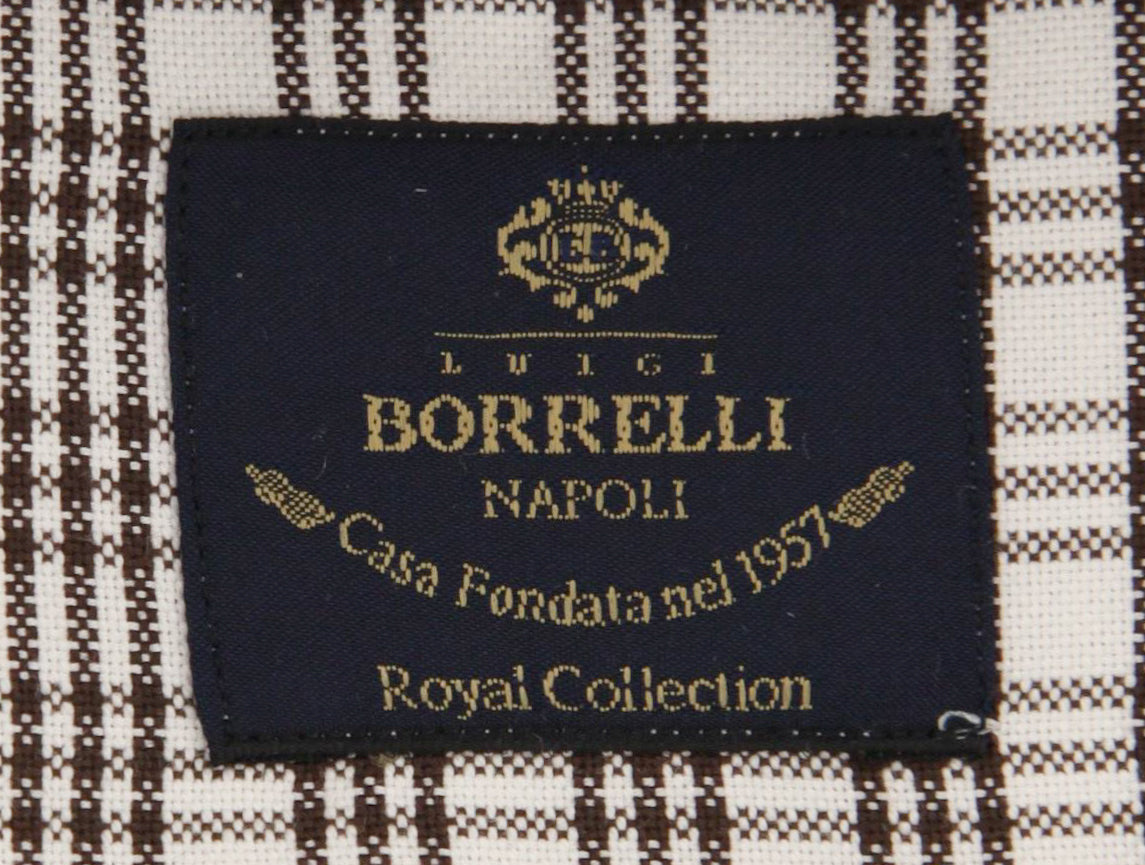 LUIGI
BORRELLI
NAPOLI
Casa Fondata nel 1957
Royal Collection